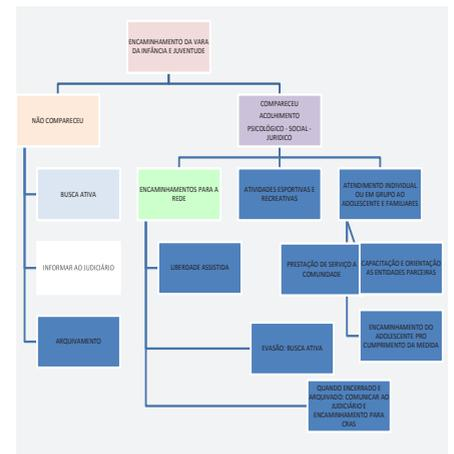 ENCAMINHAMENTO DA VARA
DA INFÂNCIA E JUVENTUDE
NÃO COMPARECEU
COMPARECEU
ACOLHIMENTO
PSICOLÓGICO - SOCIAL -
JURIDICO
BUSCA ATIVA
ENCAMINHAMENTOS PARA A
REDE
ATIVIDADES ESPORTIVAS E
RECREATIVAS
ATENDIMENTO INDIVIDUAL
OU EM GRUPO AO
ADOLESCENTE E FAMILIARES
INFORMAR AO JUDICIÁRIO
LIBERDADE ASSISTIDA
PRESTAÇÃO DE SERVIÇO A
COMUNIDADE
CAPACITAÇÃO E ORIENTAÇÃO
AS ENTIDADES PARCEIRAS
ARQUIVAMENTO
EVASÃO: BUSCA ATIVA
ENCAMINHAMENTO DO
ADOLESCENTE PRO
CUMPRIMENTO DA MEDIDA
QUANDO ENCERRADO E
ARQUIVADO: COMUNICAR AO
JUDICIÁRIO E
ENCAMINHAMENTO PARA
CRAS